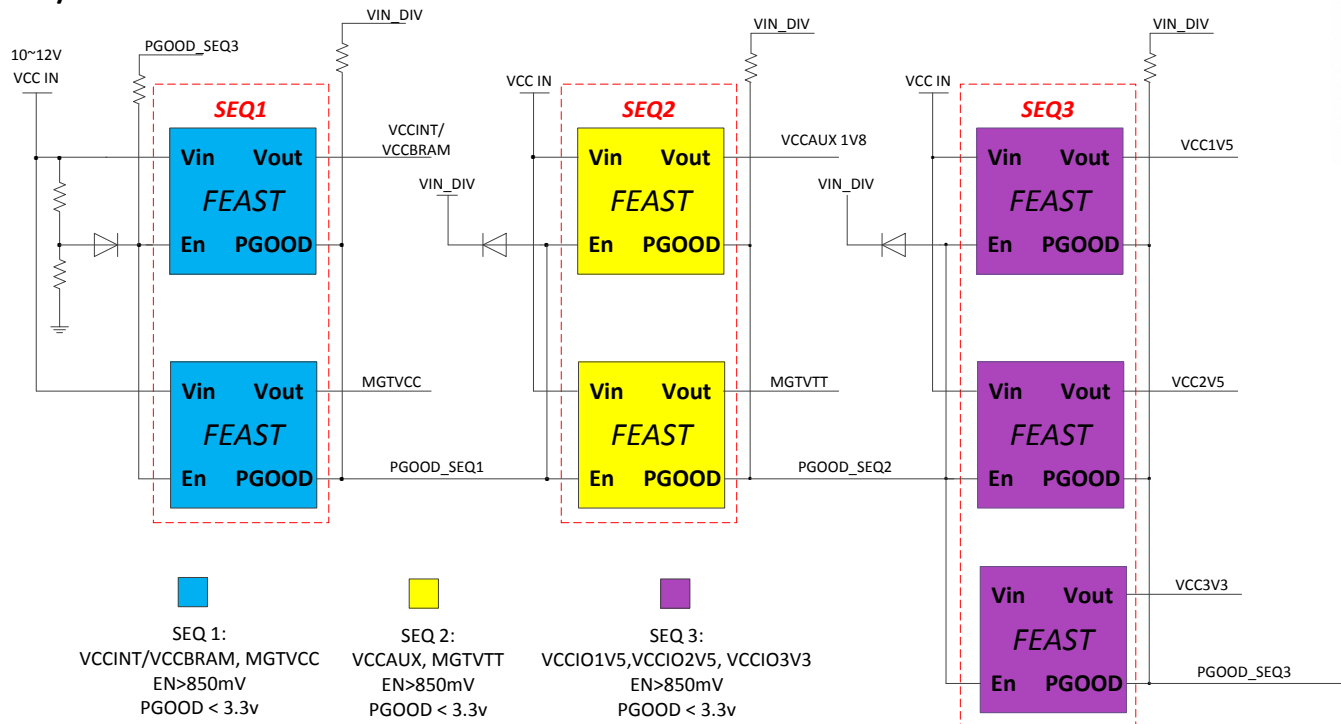 VIN_DIV
VIN_DIV
VIN_DIV
PGOOD_SEQ3
10~12V
VCC IN
VCC IN
VCC IN
SEQ1
SEQ2
SEQ3
Vin Vout
FEAST
En PGOOD
VCCINT/
VCCBRAM
VIN_DIV
Vin Vout
FEAST
En PGOOD
VCCAUX 1V8
VIN_DIV
Vin Vout
FEAST
En PGOOD
VCC1V5
Vin Vout
FEAST
En PGOOD
MGTVCC
PGOOD_SEQ1
Vin Vout
FEAST
En PGOOD
MGTVTT
PGOOD_SEQ2
Vin Vout
FEAST
En PGOOD
VCC2V5
Vin Vout
FEAST
En PGOOD
VCC3V3
PGOOD_SEQ3
SEQ 1:
VCCINT/VCCBRAM, MGTVCC
EN>850mV
PGOOD < 3.3v
SEQ 2:
VCCAUX, MGTVTT
EN>850mV
PGOOD < 3.3v
SEQ 3:
VCCIO1V5,VCCIO2V5, VCCIO3V3
EN>850mV
PGOOD < 3.3v